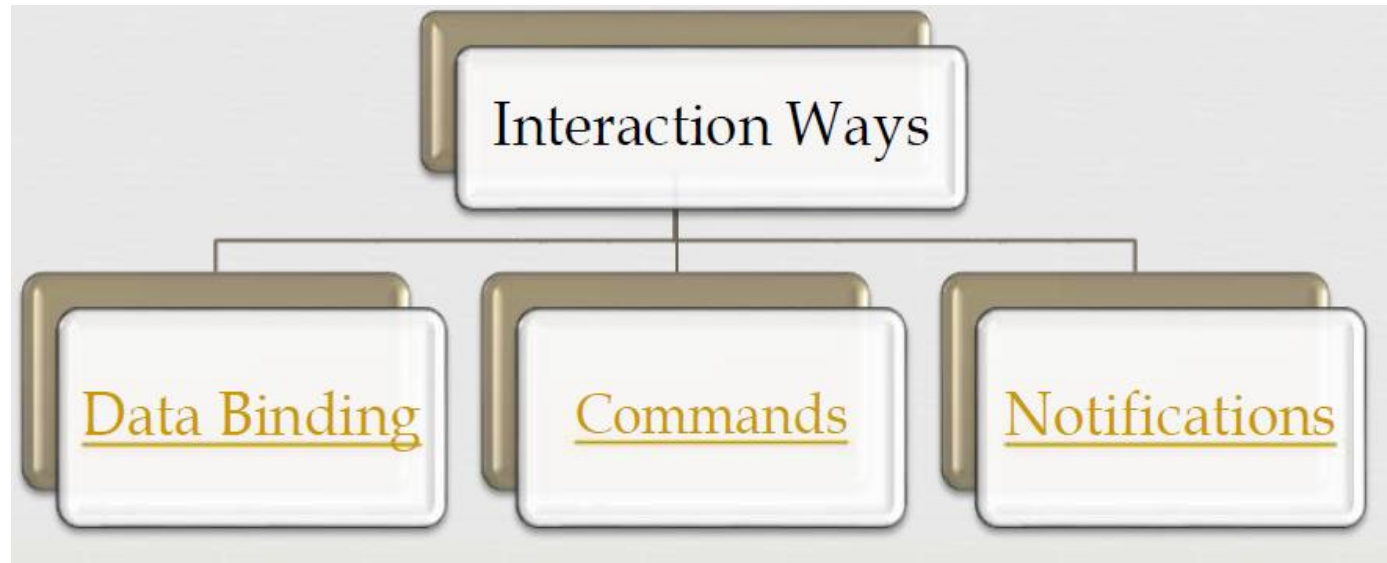 Interaction Ways
Data Binding
Commands
Notifications